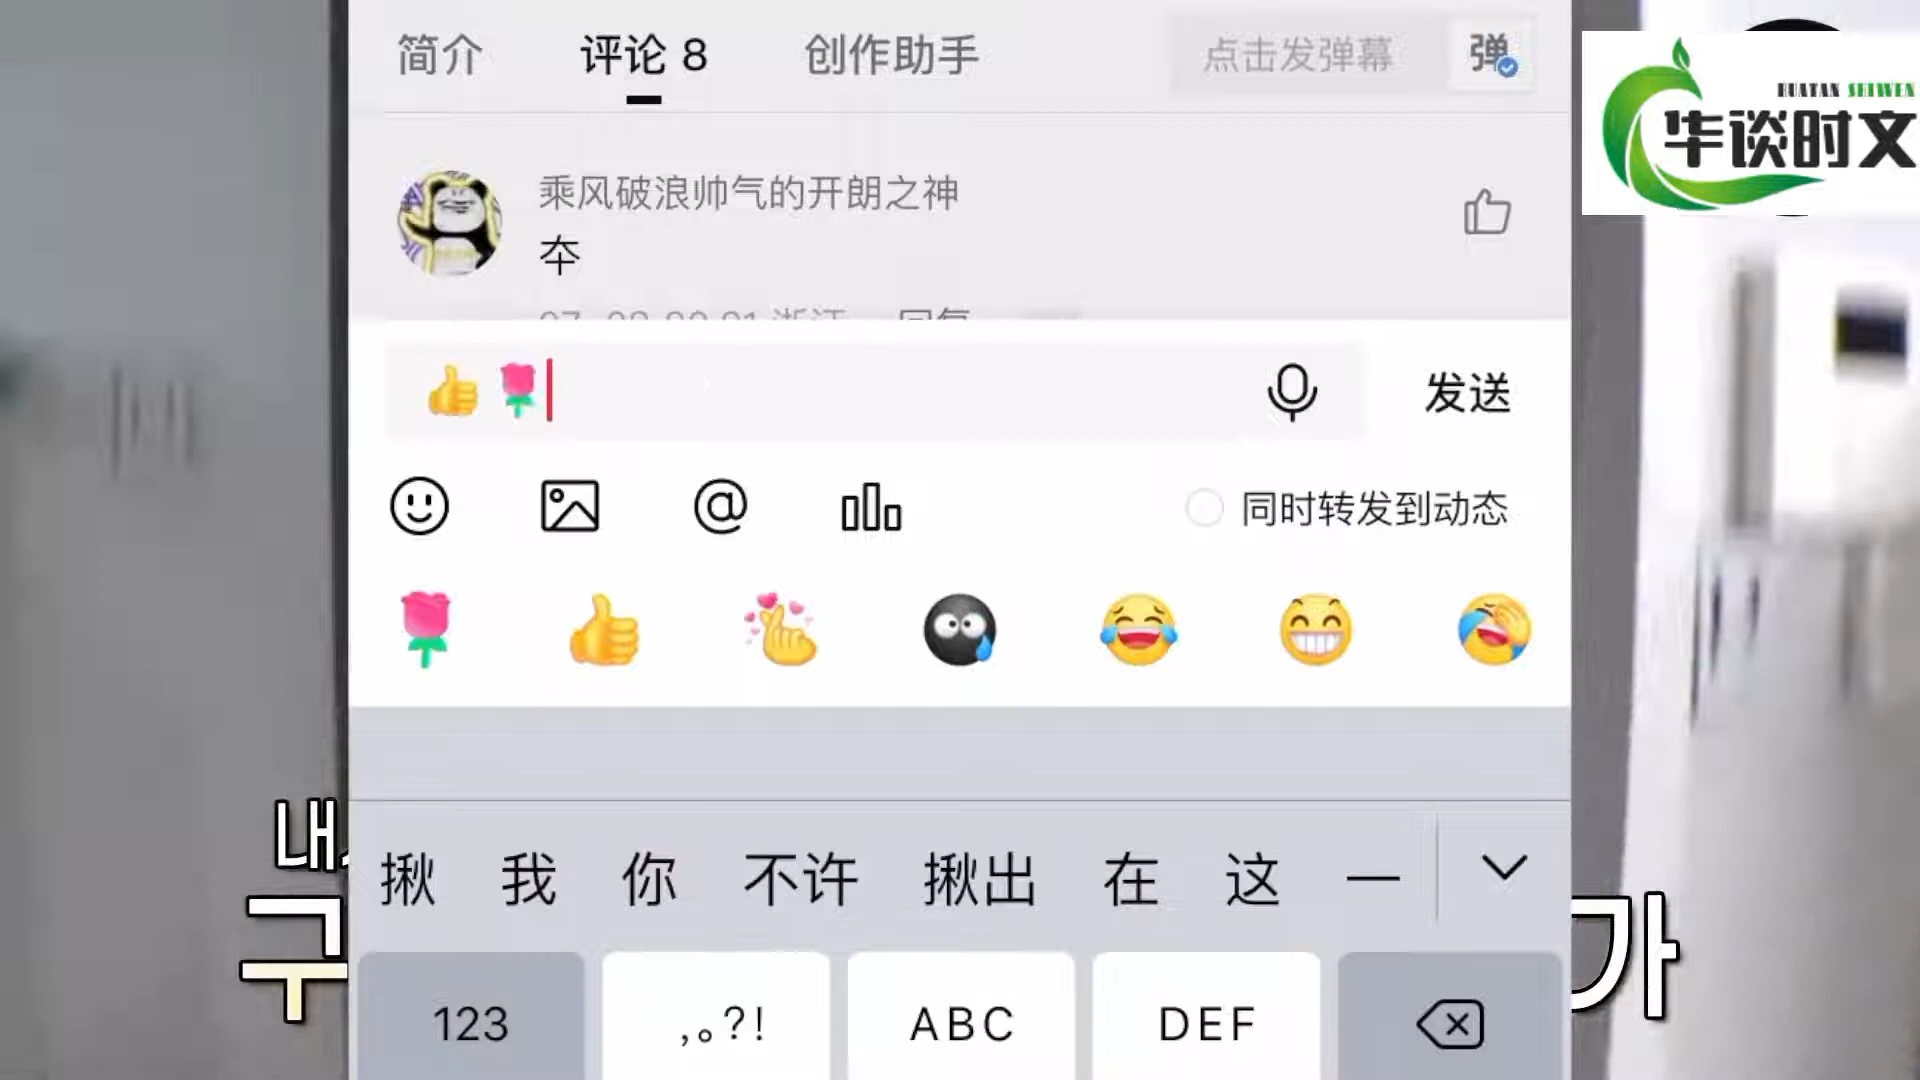 简介 评论 8 创作助手 点击发弹幕 弹
HUATAN SHIWEN
华谈时文
乘风破浪帅气的开朗之神
夲
发送
同时转发到动态
내
揪 我 你 不许 揪出 在 这 一
구
가
123 ,。?! ABC DEF